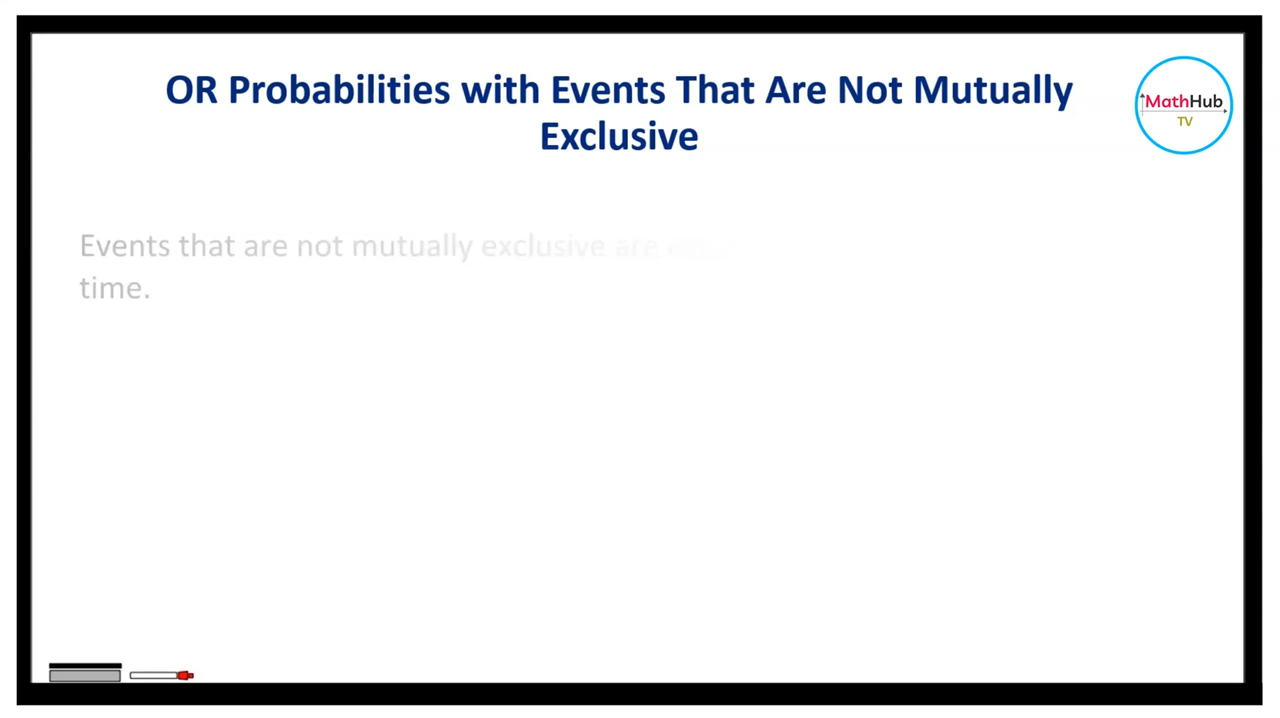 OR Probabilities with Events That Are Not Mutually
Exclusive
MathHub
TV
Events that are not mutually exclusive are
time.